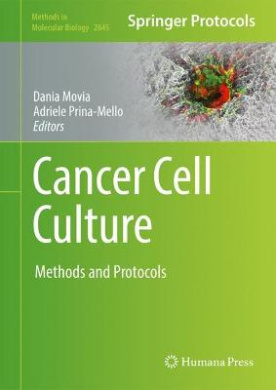 Methods in
Molecular Biology 2645
Springer Protocols
Dania Movia
Adriele Prina-Mello
Editors
Cancer Cell
Culture
Methods and Protocols
Humana Press